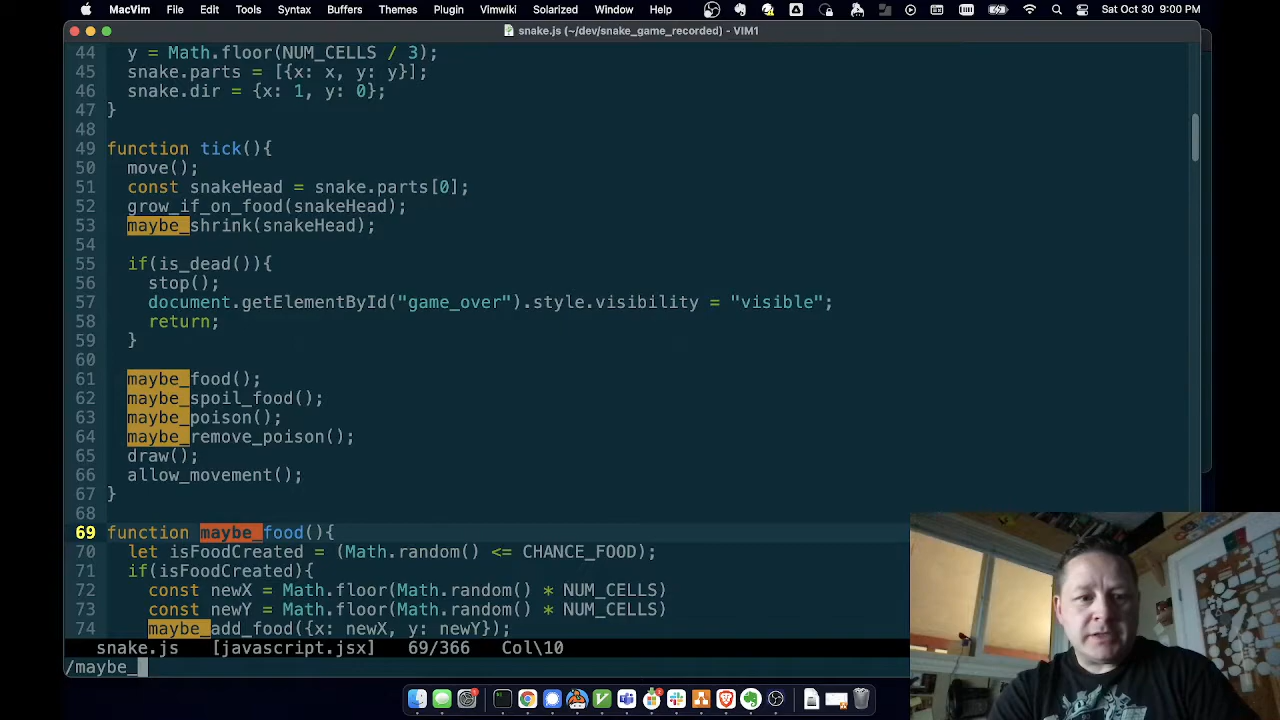 MacVim File Edit Tools Syntax Buffers Themes Plugin Vimwiki Solarized Window Help Sat Oct 30 9:00 PM
snake.js (~/dev/snake_game_recorded) - VIM1
44 y = Math.floor(NUM_CELLS / 3);
45 snake.parts = [{x: x, y: y}];
46 snake.dir = {x: 1, y: 0};
47 }
48
49 function tick(){
50 move();
51 const snakeHead = snake.parts[0];
52 grow_if_on_food(snakeHead);
53 maybe_shrink(snakeHead);
54
55 if(is_dead()){
56 stop();
57 document.getElementById("game_over").style.visibility = "visible";
58 return;
59 }
60
61 maybe_food();
62 maybe_spoil_food();
63 maybe_poison();
64 maybe_remove_poison();
65 draw();
66 allow_movement();
67 }
68
69 function maybe_food(){
70 let isFoodCreated = (Math.random() <= CHANCE_FOOD);
71 if(isFoodCreated){
72 const newX = Math.floor(Math.random() * NUM_CELLS)
73 const newY = Math.floor(Math.random() * NUM_CELLS)
74 maybe_add_food({x: newX, y: newY});
snake.js [javascript.jsx] 69/366 Col\10
/maybe_